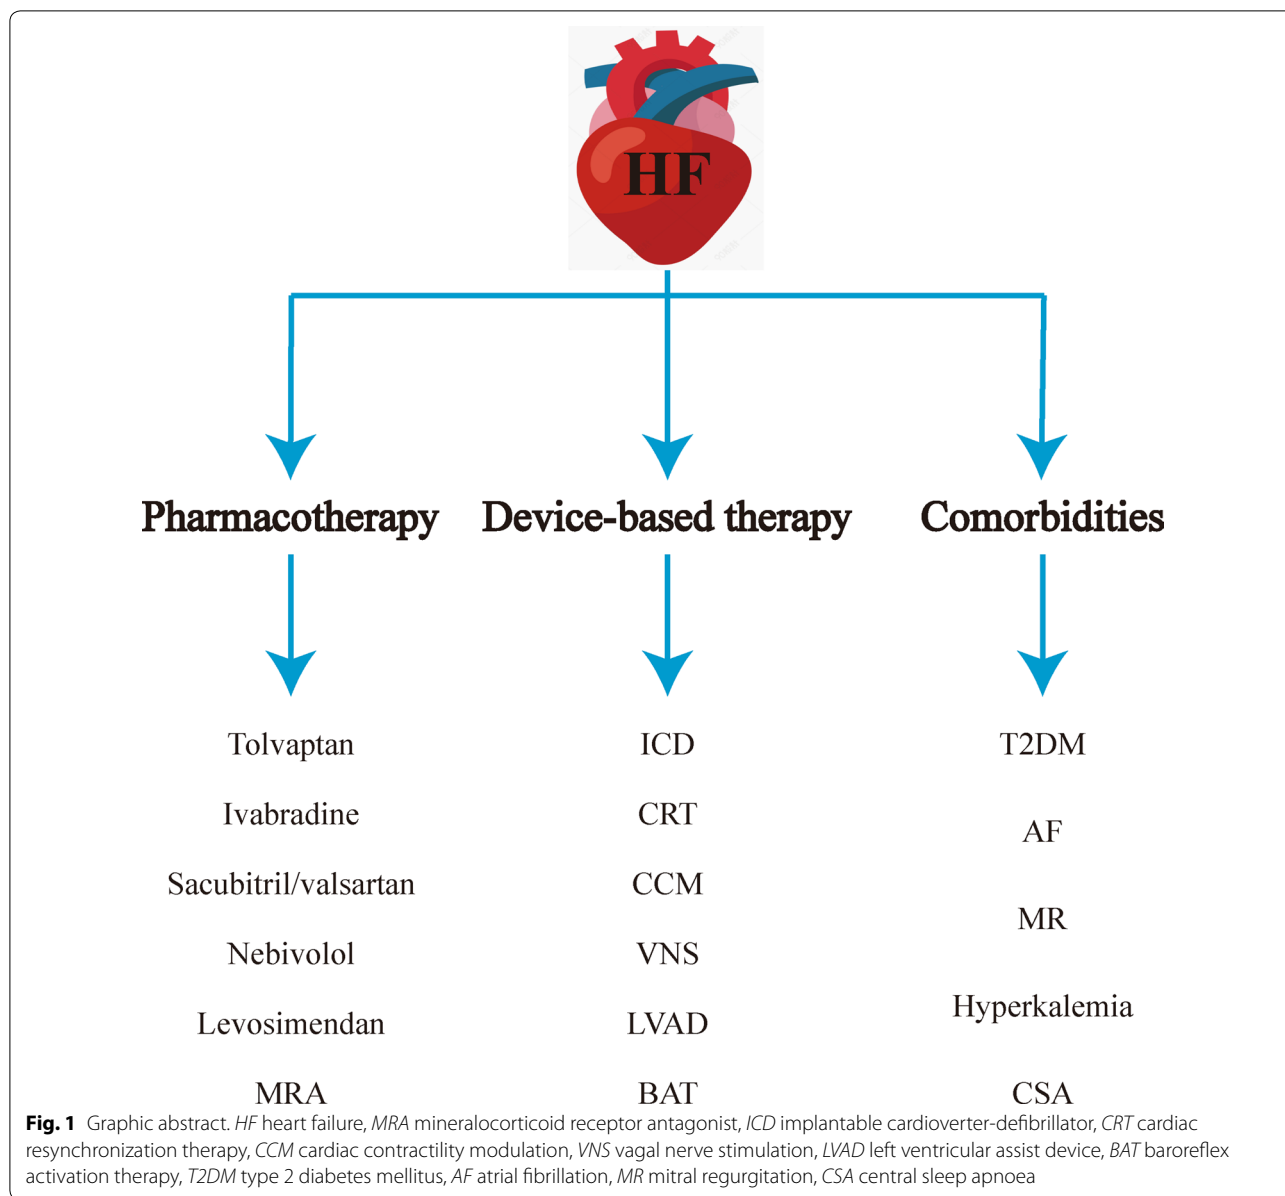 HF
Pharmacotherapy
Device-based therapy
Comorbidities
Tolvaptan
Ivabradine
Sacubitril/valsartan
Nebivolol
Levosimendan
MRA
ICD
CRT
CCM
VNS
LVAD
BAT
T2DM
AF
MR
Hyperkalemia
CSA
Fig. 1 Graphic abstract. HF heart failure, MRA mineralocorticoid receptor antagonist, ICD implantable cardioverter-defibrillator, CRT cardiac
resynchronization therapy, CCM cardiac contractility modulation, VNS vagal nerve stimulation, LVAD left ventricular assist device, BAT baroreflex
activation therapy, T2DM type 2 diabetes mellitus, AF atrial fibrillation, MR mitral regurgitation, CSA central sleep apnoea